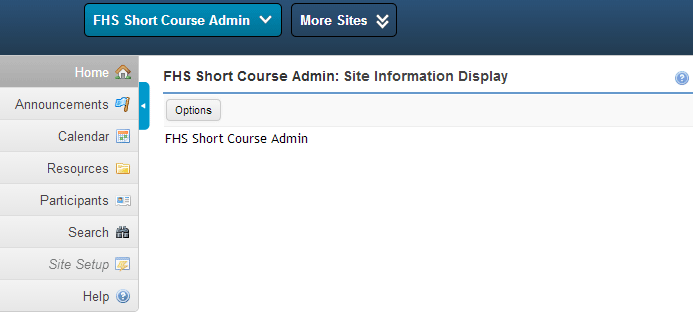 FHS Short Course Admin
More Sites
Home
Announcements
Calendar
Resources
Participants
Search
Site Setup
Help
FHS Short Course Admin: Site Information Display
Options
FHS Short Course Admin